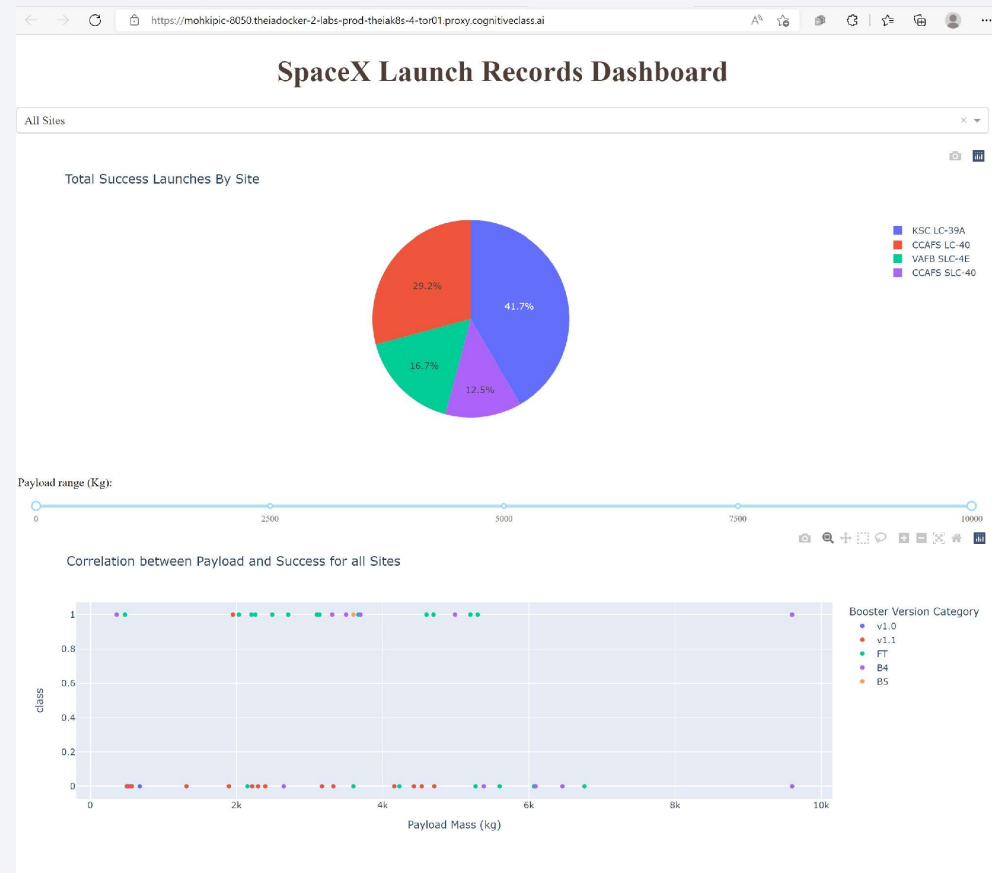 https://mohkipic-8050.theiadocker-2-labs-prod-theiak8s-4-tor01.proxy.cognitiveclass.ai
SpaceX Launch Records Dashboard
All Sites
Total Success Launches By Site
KSC LC-39A
CCAFS LC-40
VAFB SLC-4E
CCAFS SLC-40
29.2%
41.7%
16.7%
12.5%
Payload range (Kg):
0 2500 5000 7500 10000
Correlation between Payload and Success for all Sites
Booster Version Category
v1.0
v1.1
FT
B4
B5
1
0.8
0.6
0.4
0.2
0
class
0 2k 4k 6k 8k 10k
Payload Mass (kg)